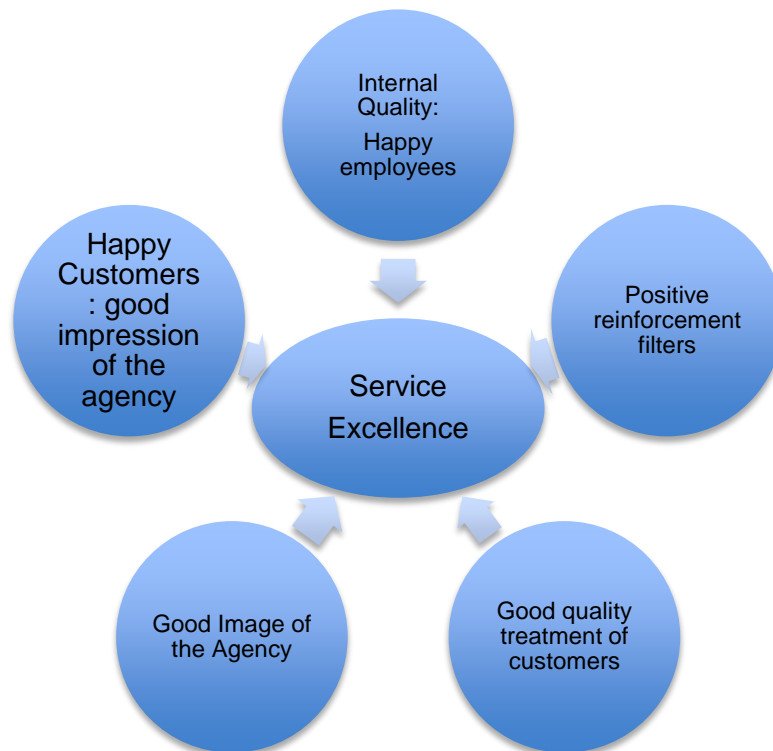 Internal
Quality:
Happy
employees
Happy
Customers
: good
impression
of the
agency
Positive
reinforcement
filters
Service
Excellence
Good Image of
the Agency
Good quality
treatment of
customers